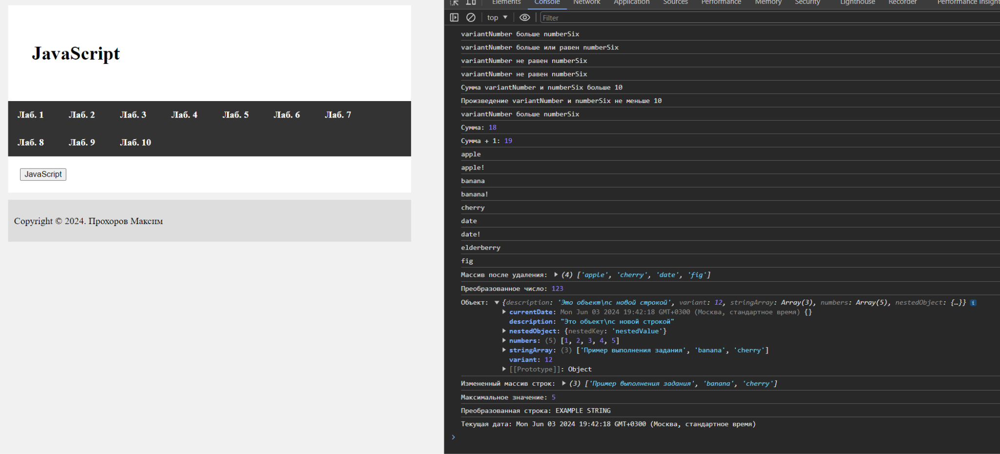 JavaScript
Лаб. 1 Лаб. 2 Лаб. 3 Лаб. 4 Лаб. 5 Лаб. 6 Лаб. 7
Лаб. 8 Лаб. 9 Лаб. 10
JavaScript
Copyright © 2024. Прохоров Максим
Elements Console Network Application Sources Performance Memory Security Lighthouse Recorder Performance Insight
top Filter
variantNumber больше numberSix
variantNumber больше или равен numberSix
variantNumber не равен numberSix
variantNumber не равен numberSix
Сумма variantNumber и numberSix больше 10
Произведение variantNumber и numberSix не меньше 10
variantNumber больше numberSix
Сумма: 18
Сумма + 1: 19
apple
apple!
banana
banana!
cherry
date
date!
elderberry
fig
Массив после удаления: (4) ['apple', 'cherry', 'date', 'fig']
Преобразованное число: 123
Объект: {description: 'Это объект\nс новой строкой', variant: 12, stringArray: Array(3), numbers: Array(5), nestedObject: {…}} i
currentDate: Mon Jun 03 2024 19:42:18 GMT+0300 (Москва, стандартное время) {}
description: "Это объект\nс новой строкой"
nestedObject: {nestedKey: 'nestedValue'}
numbers: (5) [1, 2, 3, 4, 5]
stringArray: (3) ['Пример выполнения задания', 'banana', 'cherry']
variant: 12
[[Prototype]]: Object
Измененный массив строк: (3) ['Пример выполнения задания', 'banana', 'cherry']
Максимальное значение: 5
Преобразованная строка: EXAMPLE STRING
Текущая дата: Mon Jun 03 2024 19:42:18 GMT+0300 (Москва, стандартное время)